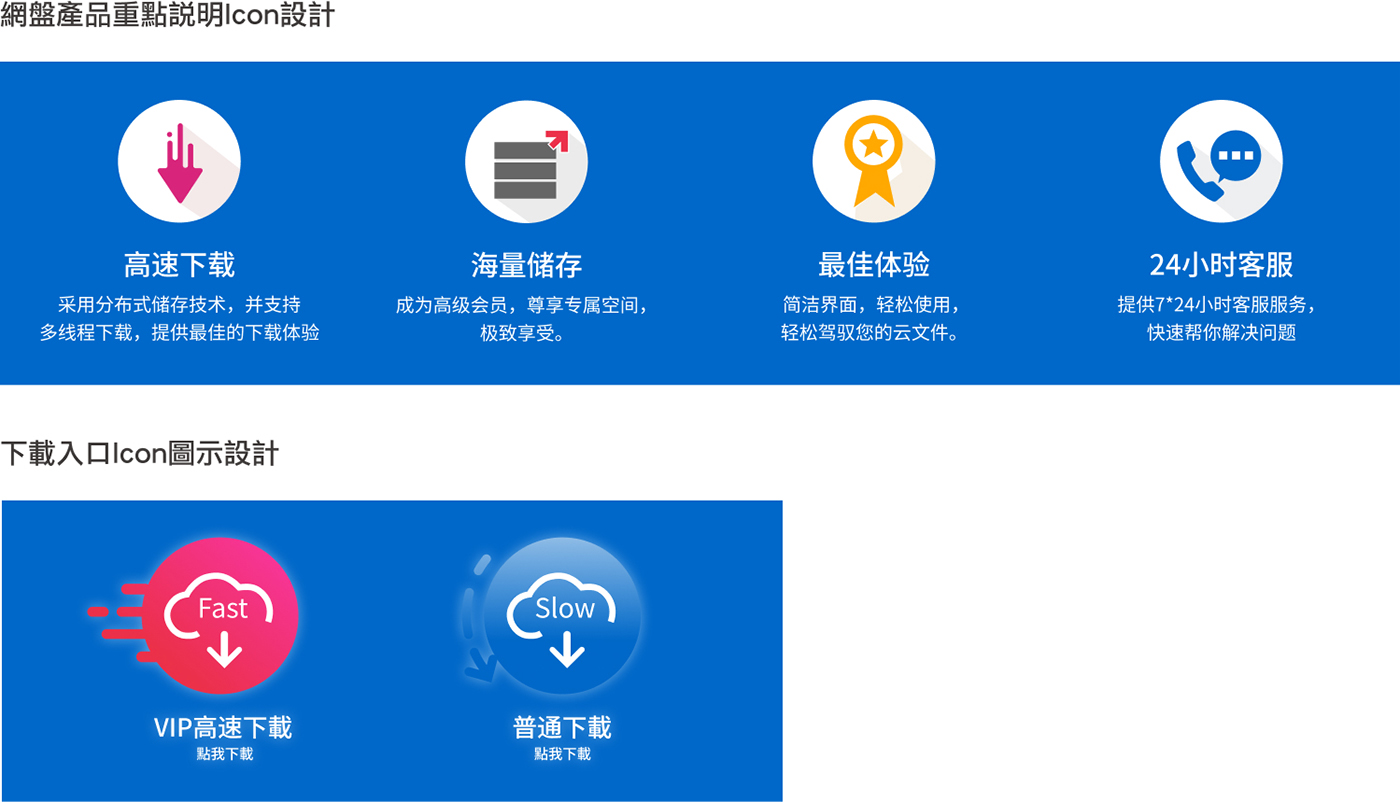 網盤產品重點説明Icon設計
高速下载
采用分布式储存技术，并支持
多线程下载，提供最佳的下载体验
海量储存
成为高级会员，尊享专属空间，
极致享受。
最佳体验
简洁界面，轻松使用，
轻松驾驭您的云文件。
24小时客服
提供7*24小时客服服务，
快速帮你解决问题
下載入口Icon圖示設計
Fast
VIP高速下載
點我下載
Slow
普通下載
點我下載